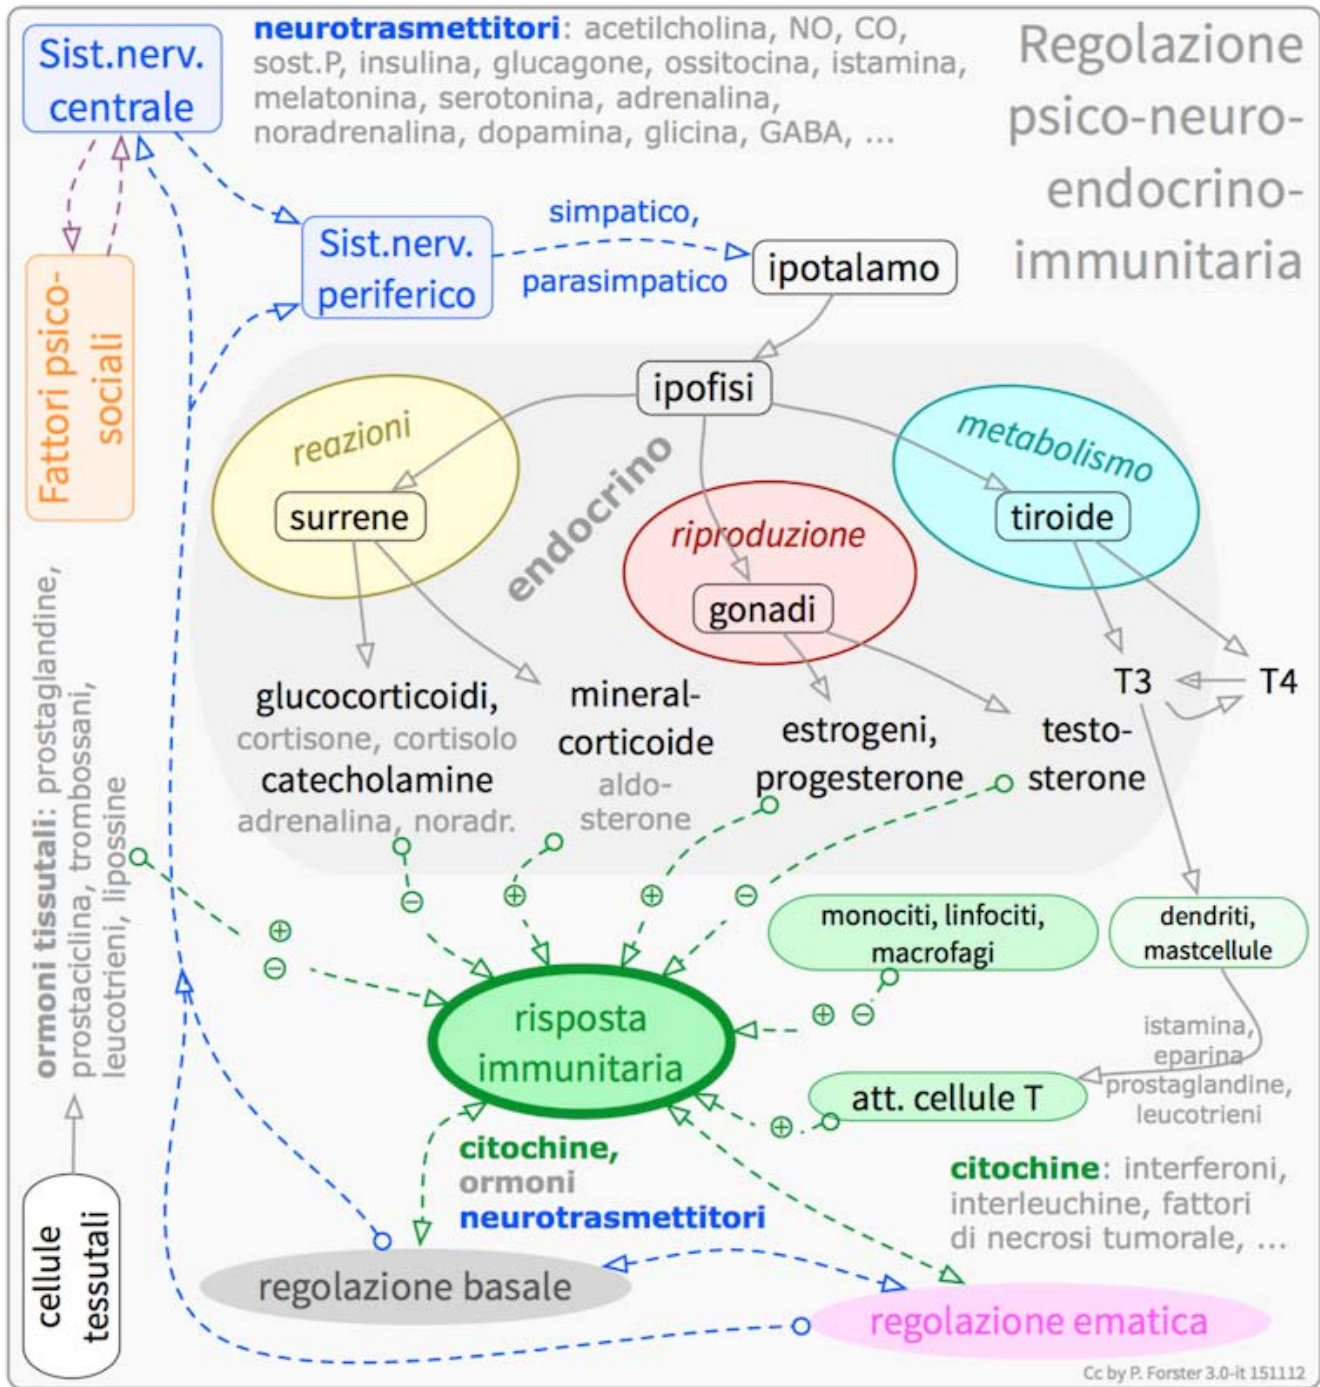 Sist.nerv.
centrale
neurotrasmettitori: acetilcholina, NO, CO,
sost.P, insulina, glucagone, ossitocina, istamina,
melatonina, serotonina, adrenalina,
noradrenalina, dopamina, glicina, GABA, ...
Regolazione
psico-neuro-
endocrino-
immunitaria
Sist.nerv.
periferico
simpatico,
parasimpatico
ipotalamo
Fattori psico-
sociali
ipofisi
reazioni
surrene
endocrino
riproduzione
gonadi
metabolismo
tiroide
glucocorticoidi,
cortisone, cortisolo
catecholamine
adrenalina, noradr.
mineral-
corticoide
aldo-
sterone
estrogeni,
progesterone
testo-
sterone
T3
T4
ormoni tissutali: prostaglandine,
prostaciclina, trombossani,
leucotrieni, lipossine
+
−
−
+
+
−
monociti, linfociti,
macrofagi
dendriti,
mastcellule
risposta
immunitaria
+ −
istamina,
eparina
prostaglandine,
leucotrieni
att. cellule T
+
citochine,
ormoni
neurotrasmettitori
citochine: interferoni,
interleuchine, fattori
di necrosi tumorale, ...
cellule
tessutali
regolazione basale
regolazione ematica
Cc by P. Forster 3.0-it 151112